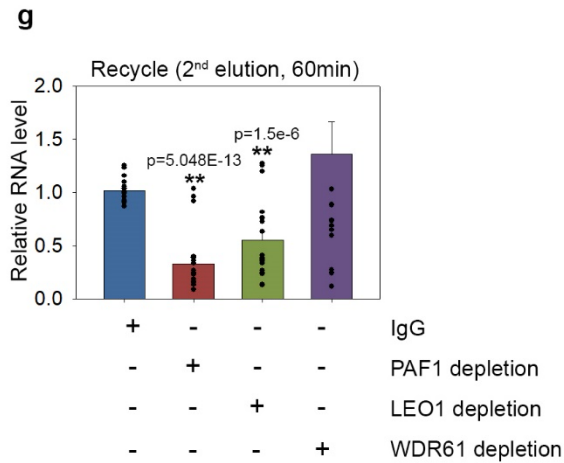 g
Recycle (2nd elution, 60min)
Relative RNA level
2.0
1.5
1.0
0.5
0.0
p=5.048E-13
**
p=1.5e-6
**
+ - - - IgG
- + - - PAF1 depletion
- - + - LEO1 depletion
- - - + WDR61 depletion